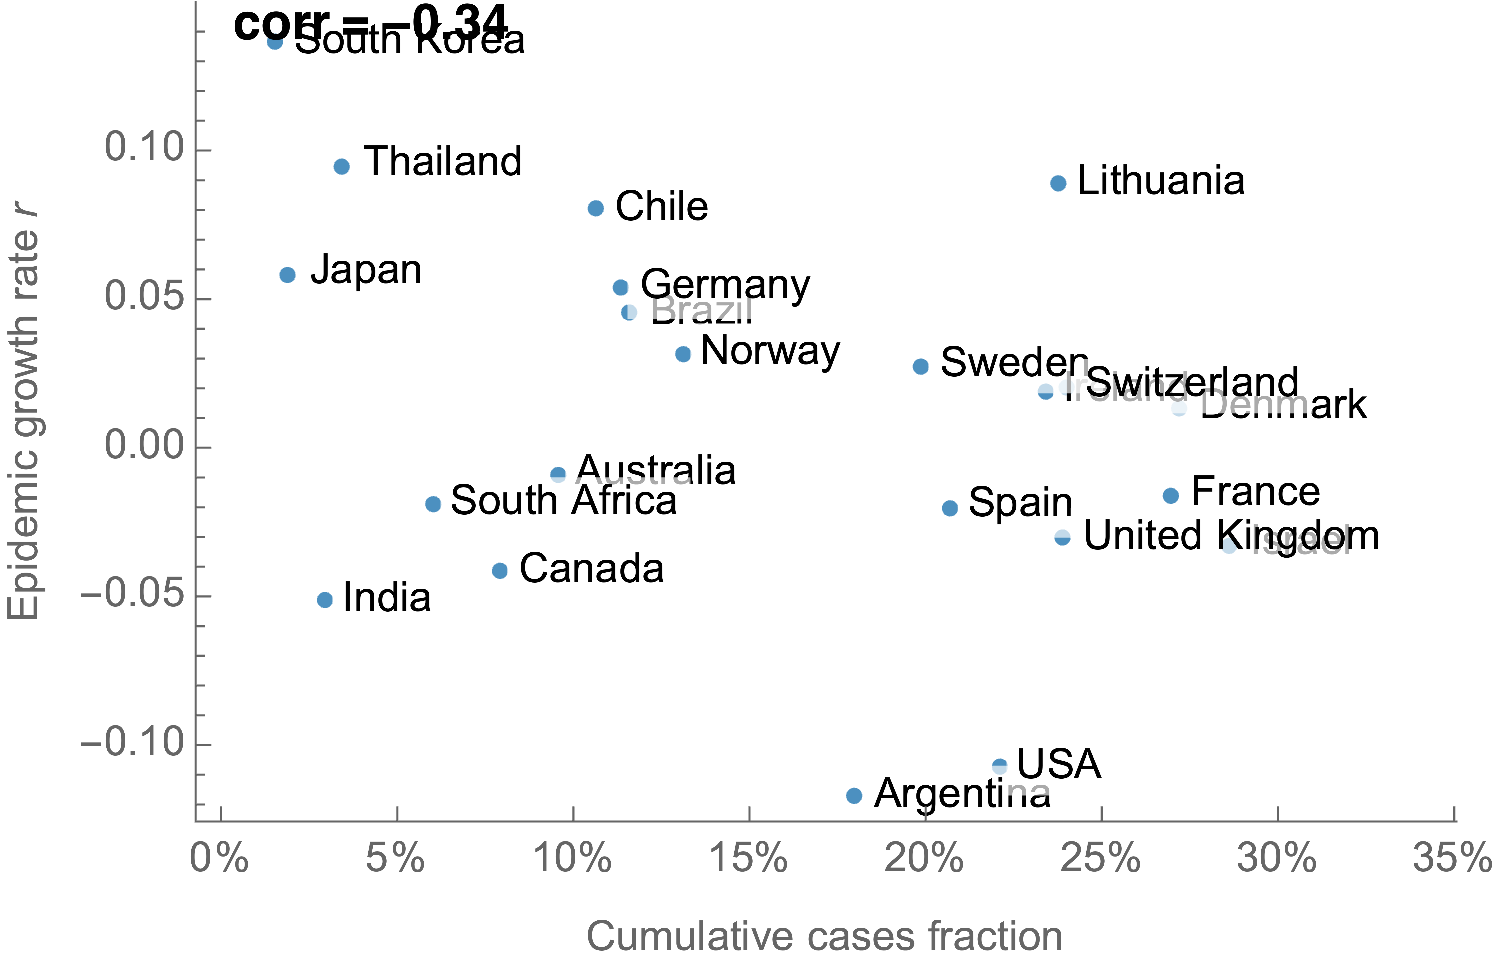 corr = −0.34
South Korea
0.10
Thailand
Lithuania
Chile
Japan
Germany
0.05
Brazil
Norway
Sweden
Switzerland
Ireland
Denmark
0.00
Australia
South Africa
Spain
France
United Kingdom
Israel
Canada
−0.05
India
−0.10
USA
Argentina
Epidemic growth rate r
0% 5% 10% 15% 20% 25% 30% 35%
Cumulative cases fraction